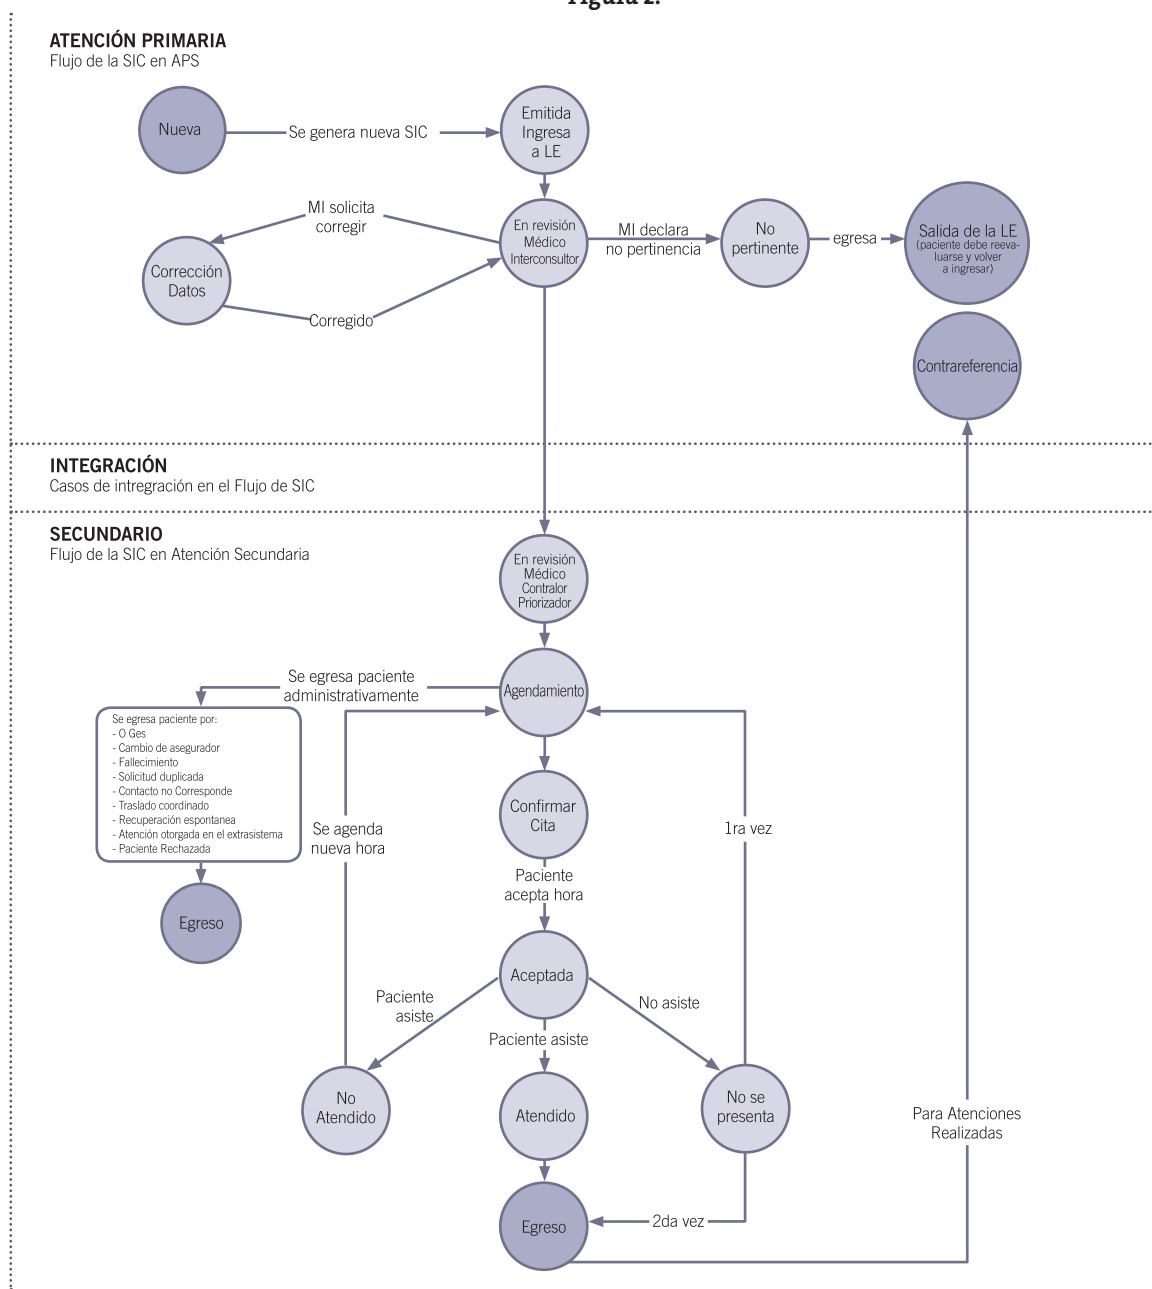 Figura 2.
ATENCIÓN PRIMARIA
Flujo de la SIC en APS
Nueva
Se genera nueva SIC
Emitida
Ingresa
a LE
MI solicita
corregir
En revisión
Médico
Interconsultor
MI declara
no pertinencia
No
pertinente
egresa
Salida de la LE
(paciente debe reeva-
luarse y volver
a ingresar)
Corrección
Datos
Corregido
Contrareferencia
INTEGRACIÓN
Casos de intregración en el Flujo de SIC
SECUNDARIO
Flujo de la SIC en Atención Secundaria
En revisión
Médico
Contralor
Priorizador
Se egresa paciente
administrativamente
Agendamiento
Se egresa paciente por:
- O Ges
- Cambio de asegurador
- Fallecimiento
- Solicitud duplicada
- Contacto no Corresponde
- Traslado coordinado
- Recuperación espontanea
- Atención otorgada en el extrasistema
- Paciente Rechazada
Egreso
Se agenda
nueva hora
Confirmar
Cita
1ra vez
Paciente
acepta hora
Aceptada
Paciente
asiste
Paciente asiste
No asiste
No
Atendido
Atendido
No se
presenta
Para Atenciones
Realizadas
Egreso
2da vez